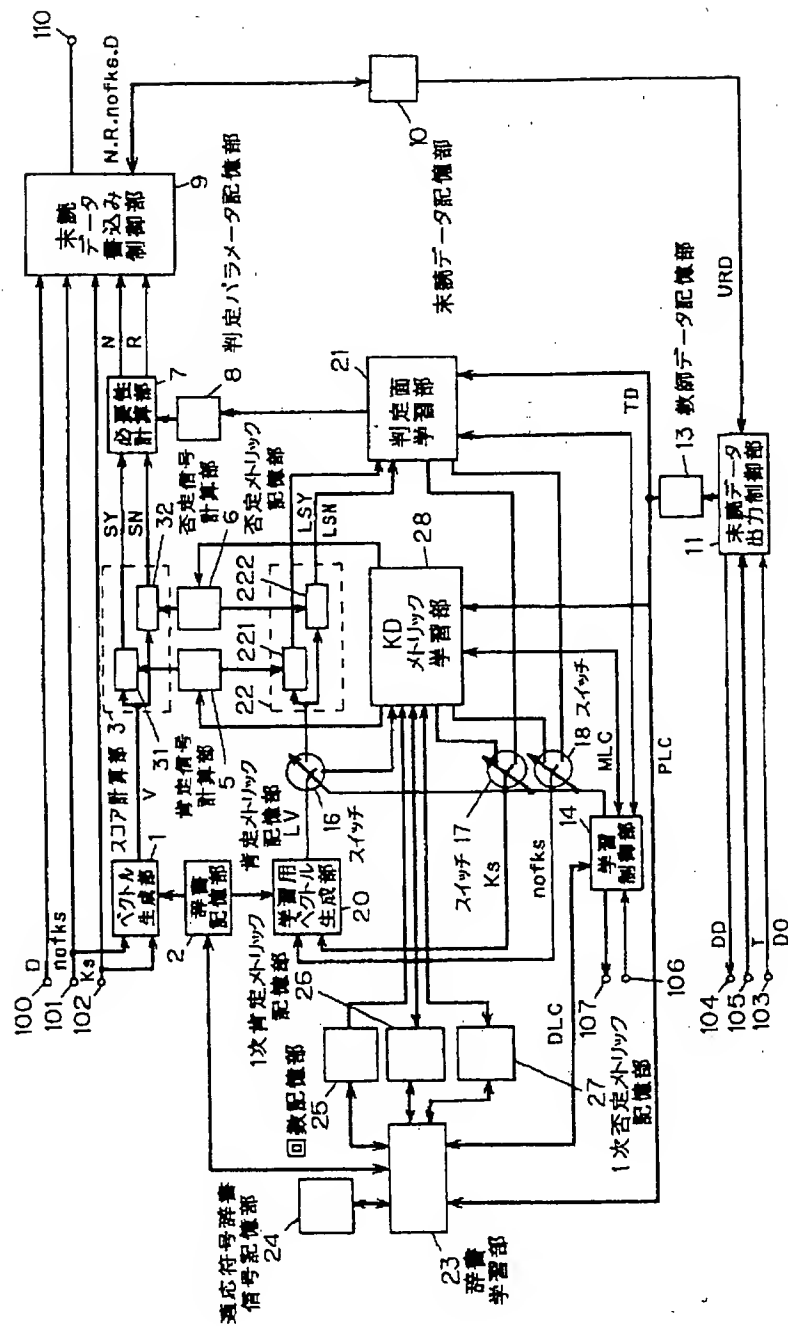 100
D
101
nofks
102
Ks
ベクトル
生成部
1
スコア計算部 3
V
31
肯定信号
計算部
5
SY
SN
32
否定信号
計算部
6
否定メトリック
記憶部
必要性
計算部
7
N
R
8 判定パラメータ記憶部
未読
データ
書込み
制御部
9
110
N.R.nofks.D
10
未読データ記憶部
辞書
記憶部
2
肯定メトリック
記憶部
LV
学習用
ベクトル
生成部
20
16
スイッチ
22
221
222
LSY
LSN
判定面
学習部
21
KD
メトリック
学習部
28
適応符号辞書
信号記憶部
24
回数記憶部
25
1次肯定メトリック
記憶部
26
27
1次否定メトリック
記憶部
23
辞書
学習部
スイッチ 17
Ks
nofks
18 スイッチ
14
学習
制御部
MLC
PLC
DLC
107
106
TD
13 教師データ記憶部
URD
11
未読データ
出力制御部
DD
104
T
105
DO
103